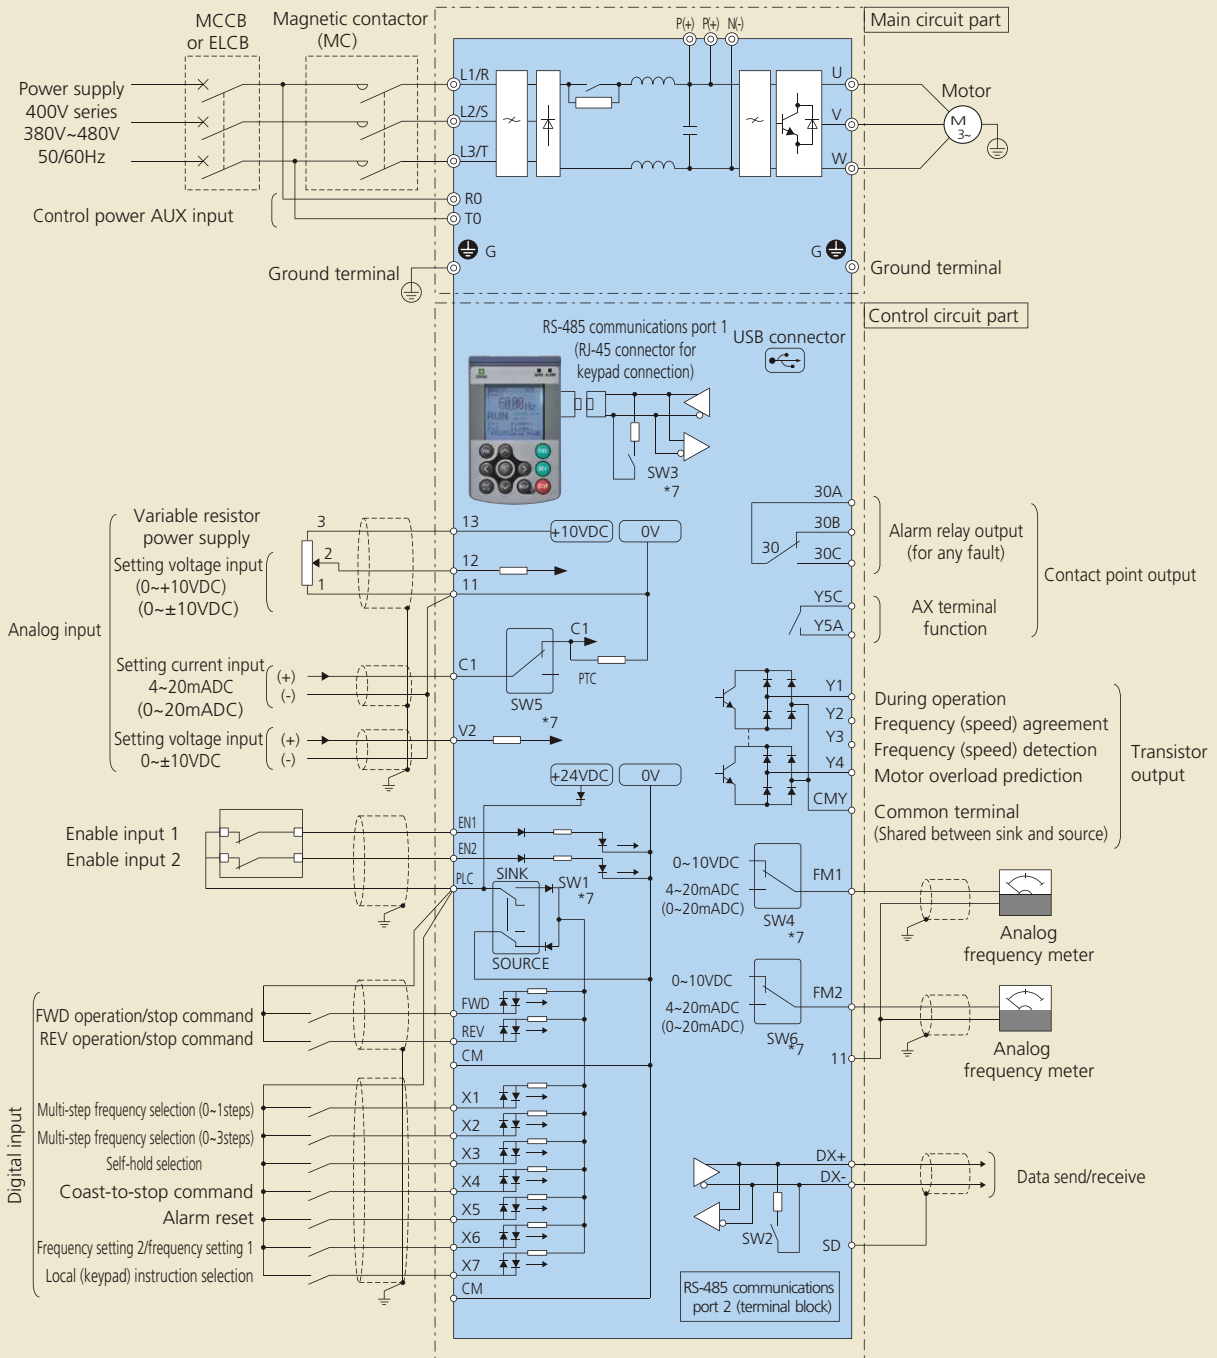 MCCB
or ELCB
Magnetic contactor
(MC)
P(+) P(+) N(-)
Main circuit part
Power supply
400V series
380V~480V
50/60Hz
L1/R
L2/S
L3/T
U
V
W
Motor
M
3~
Control power AUX input
R0
T0
G
G
Ground terminal
Ground terminal
Control circuit part
RS-485 communications port 1
(RJ-45 connector for
keypad connection)
USB connector
60.00 Hz
RUN
STOP
SW3
*7
30A
30B
30
30C
Alarm relay output
(for any fault)
Contact point output
Y5C
Y5A
AX terminal
function
Variable resistor
power supply
3
2
1
13
12
11
+10VDC
0V
Setting voltage input
(0~+10VDC)
(0~±10VDC)
Analog input
Setting current input
4~20mADC
(0~20mADC)
(+)
(-)
C1
C1
PTC
SW5
*7
Setting voltage input
0~±10VDC
(+)
(-)
V2
+24VDC
0V
Y1
Y2
Y3
Y4
CMY
During operation
Frequency (speed) agreement
Frequency (speed) detection
Motor overload prediction
Common terminal
(Shared between sink and source)
Transistor
output
Enable input 1
Enable input 2
EN1
EN2
PLC
SINK
SW1
*7
SOURCE
0~10VDC
4~20mADC
(0~20mADC)
SW4
*7
FM1
Analog
frequency meter
0~10VDC
4~20mADC
(0~20mADC)
SW6
*7
FM2
11
Analog
frequency meter
Digital input
FWD operation/stop command
REV operation/stop command
FWD
REV
CM
Multi-step frequency selection (0~1steps)
Multi-step frequency selection (0~3steps)
Self-hold selection
Coast-to-stop command
Alarm reset
Frequency setting 2/frequency setting 1
Local (keypad) instruction selection
X1
X2
X3
X4
X5
X6
X7
CM
DX+
DX-
SW2
SD
Data send/receive
RS-485 communications
port 2 (terminal block)